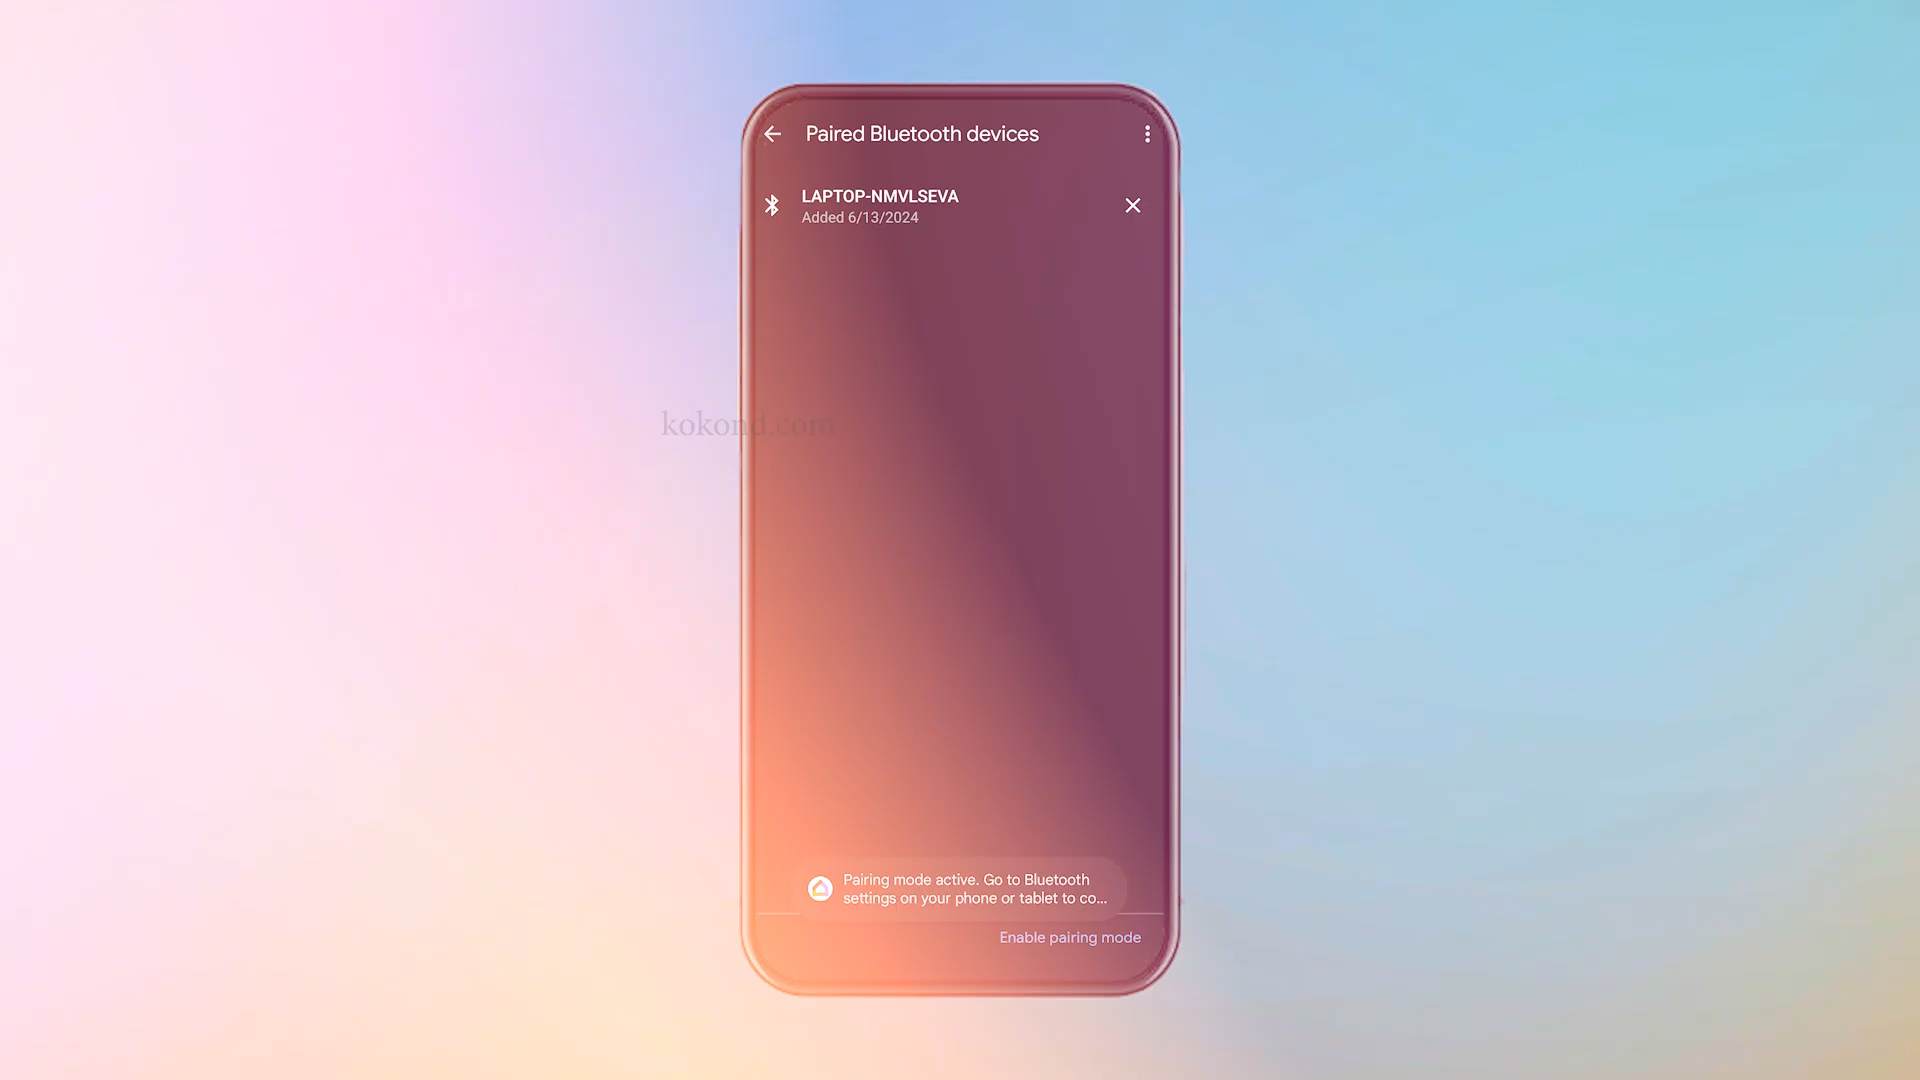 Paired Bluetooth devices
LAPTOP-NMVLSEVA
Added 6/13/2024
kokond.com
Pairing mode active. Go to Bluetooth
settings on your phone or tablet to co...
Enable pairing mode